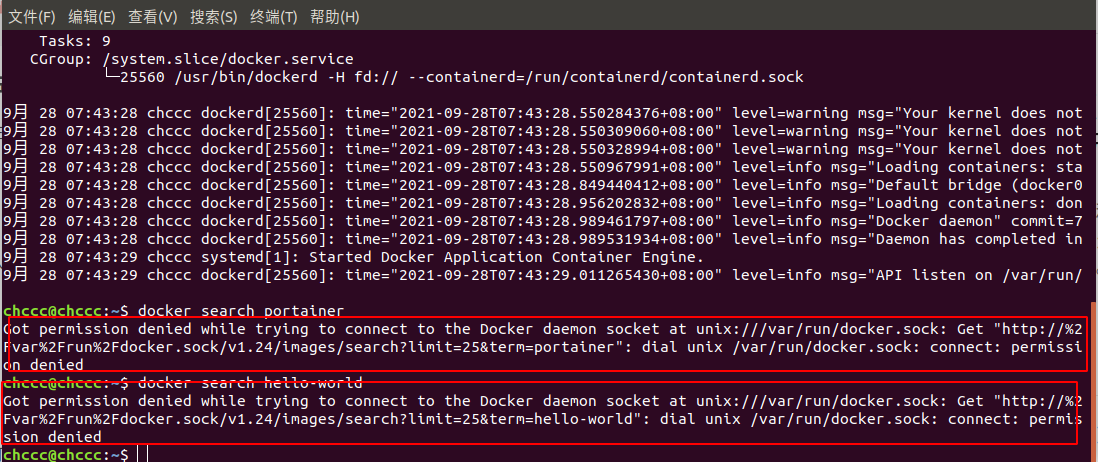 文件(F) 编辑(E) 查看(V) 搜索(S) 终端(T) 帮助(H)
Tasks: 9
CGroup: /system.slice/docker.service
└─25560 /usr/bin/dockerd -H fd:// --containerd=/run/containerd/containerd.sock
9月 28 07:43:28 chccc dockerd[25560]: time="2021-09-28T07:43:28.550284376+08:00" level=warning msg="Your kernel does not
9月 28 07:43:28 chccc dockerd[25560]: time="2021-09-28T07:43:28.550309060+08:00" level=warning msg="Your kernel does not
9月 28 07:43:28 chccc dockerd[25560]: time="2021-09-28T07:43:28.550328994+08:00" level=warning msg="Your kernel does not
9月 28 07:43:28 chccc dockerd[25560]: time="2021-09-28T07:43:28.550967991+08:00" level=info msg="Loading containers: sta
9月 28 07:43:28 chccc dockerd[25560]: time="2021-09-28T07:43:28.849440412+08:00" level=info msg="Default bridge (docker0
9月 28 07:43:28 chccc dockerd[25560]: time="2021-09-28T07:43:28.956202832+08:00" level=info msg="Loading containers: don
9月 28 07:43:28 chccc dockerd[25560]: time="2021-09-28T07:43:28.989461797+08:00" level=info msg="Docker daemon" commit=7
9月 28 07:43:28 chccc dockerd[25560]: time="2021-09-28T07:43:28.989531934+08:00" level=info msg="Daemon has completed in
9月 28 07:43:29 chccc systemd[1]: Started Docker Application Container Engine.
9月 28 07:43:29 chccc dockerd[25560]: time="2021-09-28T07:43:29.011265430+08:00" level=info msg="API listen on /var/run/
chccc@chccc:~$ docker search portainer
Got permission denied while trying to connect to the Docker daemon socket at unix:///var/run/docker.sock: Get "http://%2
Fvar%2Frun%2Fdocker.sock/v1.24/images/search?limit=25&term=portainer": dial unix /var/run/docker.sock: connect: permissi
on denied
chccc@chccc:~$ docker search hello-world
Got permission denied while trying to connect to the Docker daemon socket at unix:///var/run/docker.sock: Get "http://%2
Fvar%2Frun%2Fdocker.sock/v1.24/images/search?limit=25&term=hello-world": dial unix /var/run/docker.sock: connect: permis
sion denied
chccc@chccc:~$